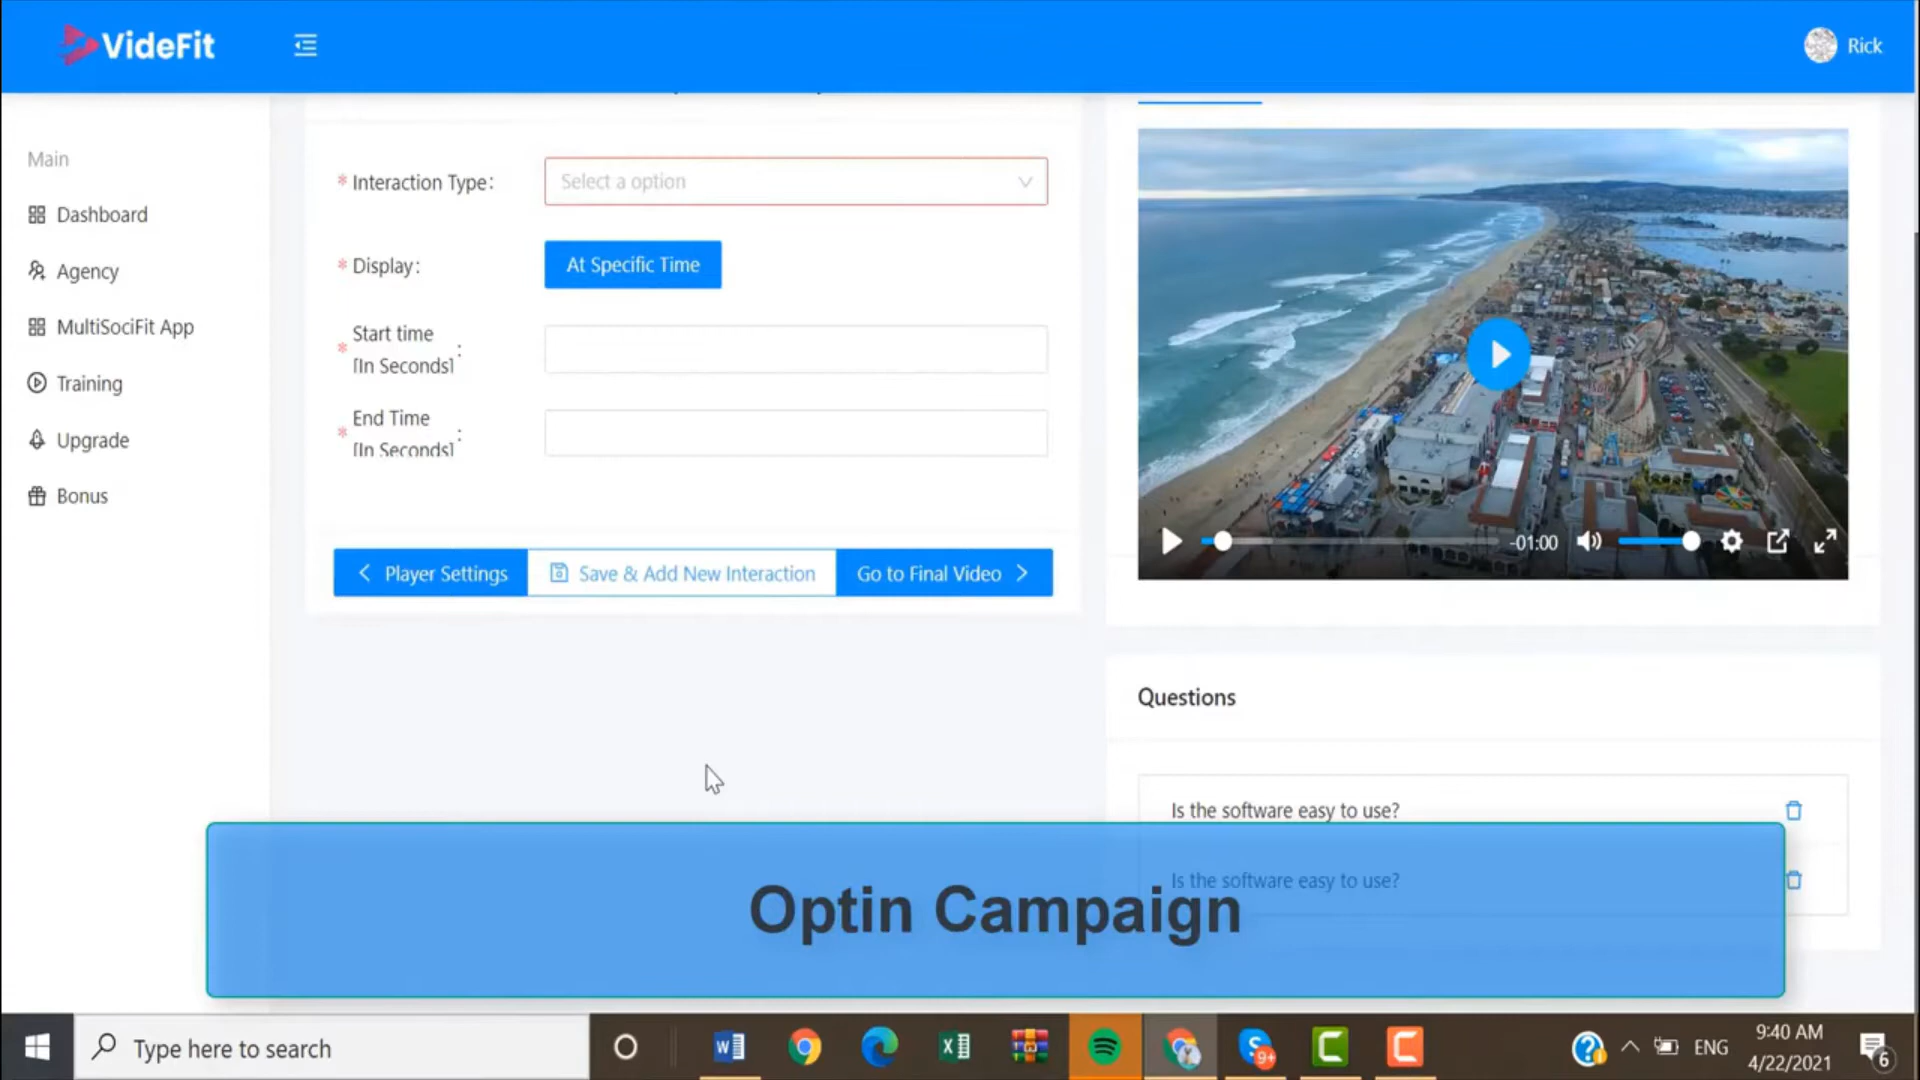 VideFit
Rick
Main
* Interaction Type:
Select a option
Dashboard
* Display:
At Specific Time
Agency
MultiSociFit App
* Start time
[In Seconds] :
Training
* End Time
[In Seconds] :
Upgrade
Bonus
-01:00
Player Settings
Save & Add New Interaction
Go to Final Video
Questions
Is the software easy to use?
Is the software easy to use?
Optin Campaign
Type here to search
9+
ENG
9:40 AM
4/22/2021
6